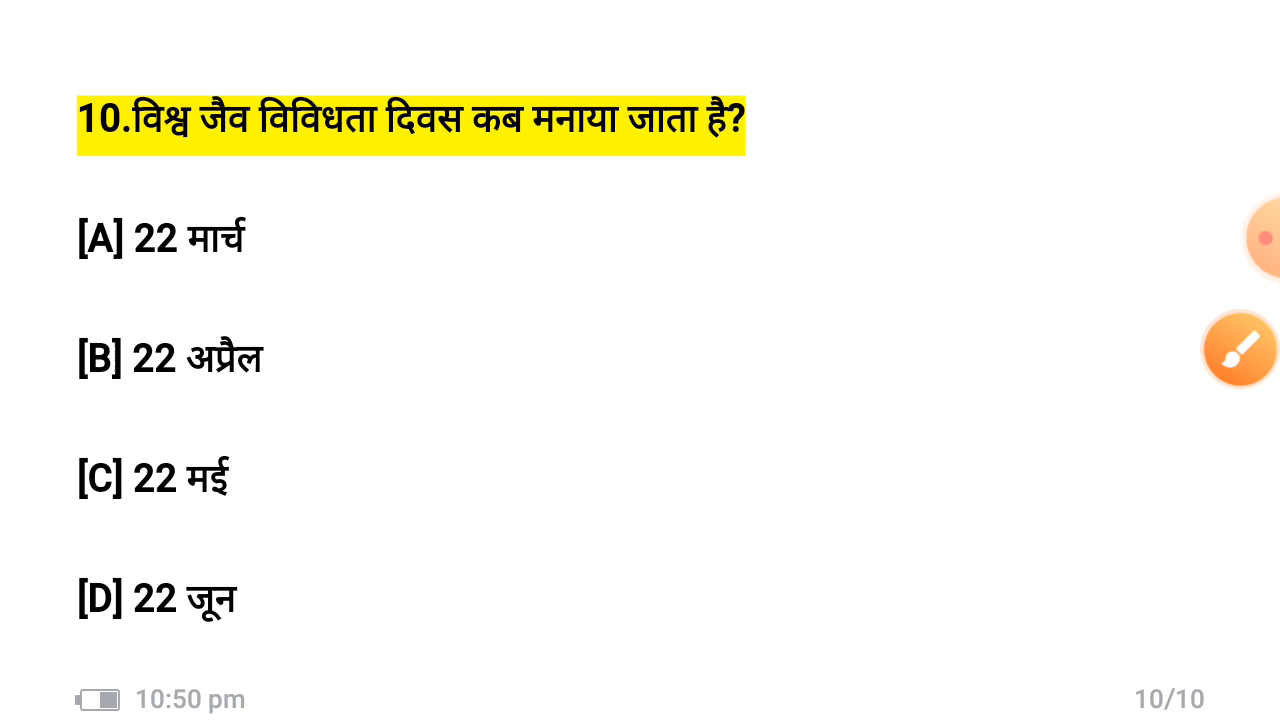 10.विश्व जैव विविधता दिवस कब मनाया जाता है?
[A] 22 मार्च
[B] 22 अप्रैल
[C] 22 मई
[D] 22 जून
10:50 pm
10/10